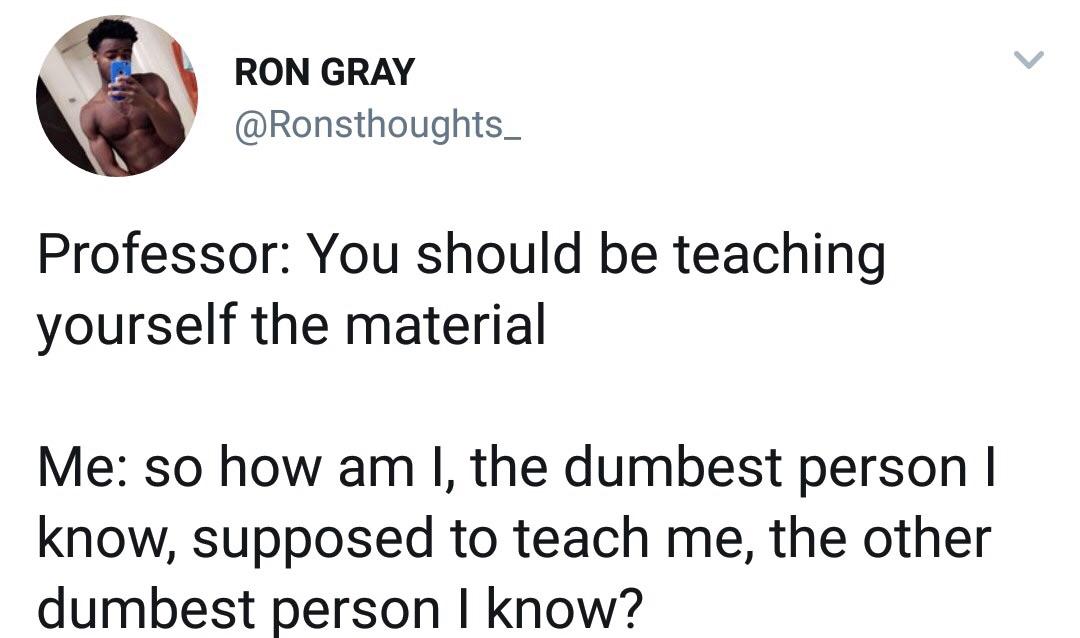 RON GRAY
@Ronsthoughts_
Professor: You should be teaching
yourself the material
Me: so how am I, the dumbest person I
know, supposed to teach me, the other
dumbest person I know?